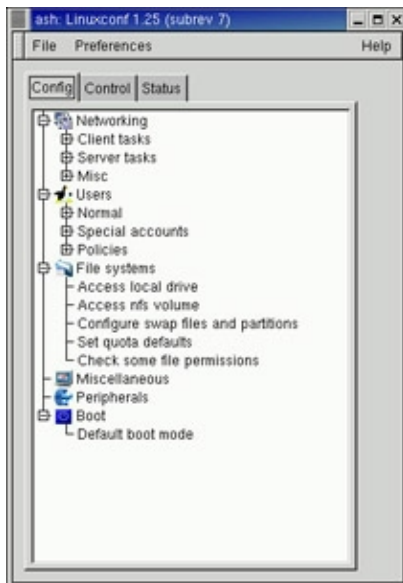 ash: Linuxconf 1.25 (subrev 7)
File Preferences Help
Config Control Status
Networking
Client tasks
Server tasks
Misc
Users
Normal
Special accounts
Policies
File systems
Access local drive
Access nfs volume
Configure swap files and partitions
Set quota defaults
Check some file permissions
Miscellaneous
Peripherals
Boot
Default boot mode